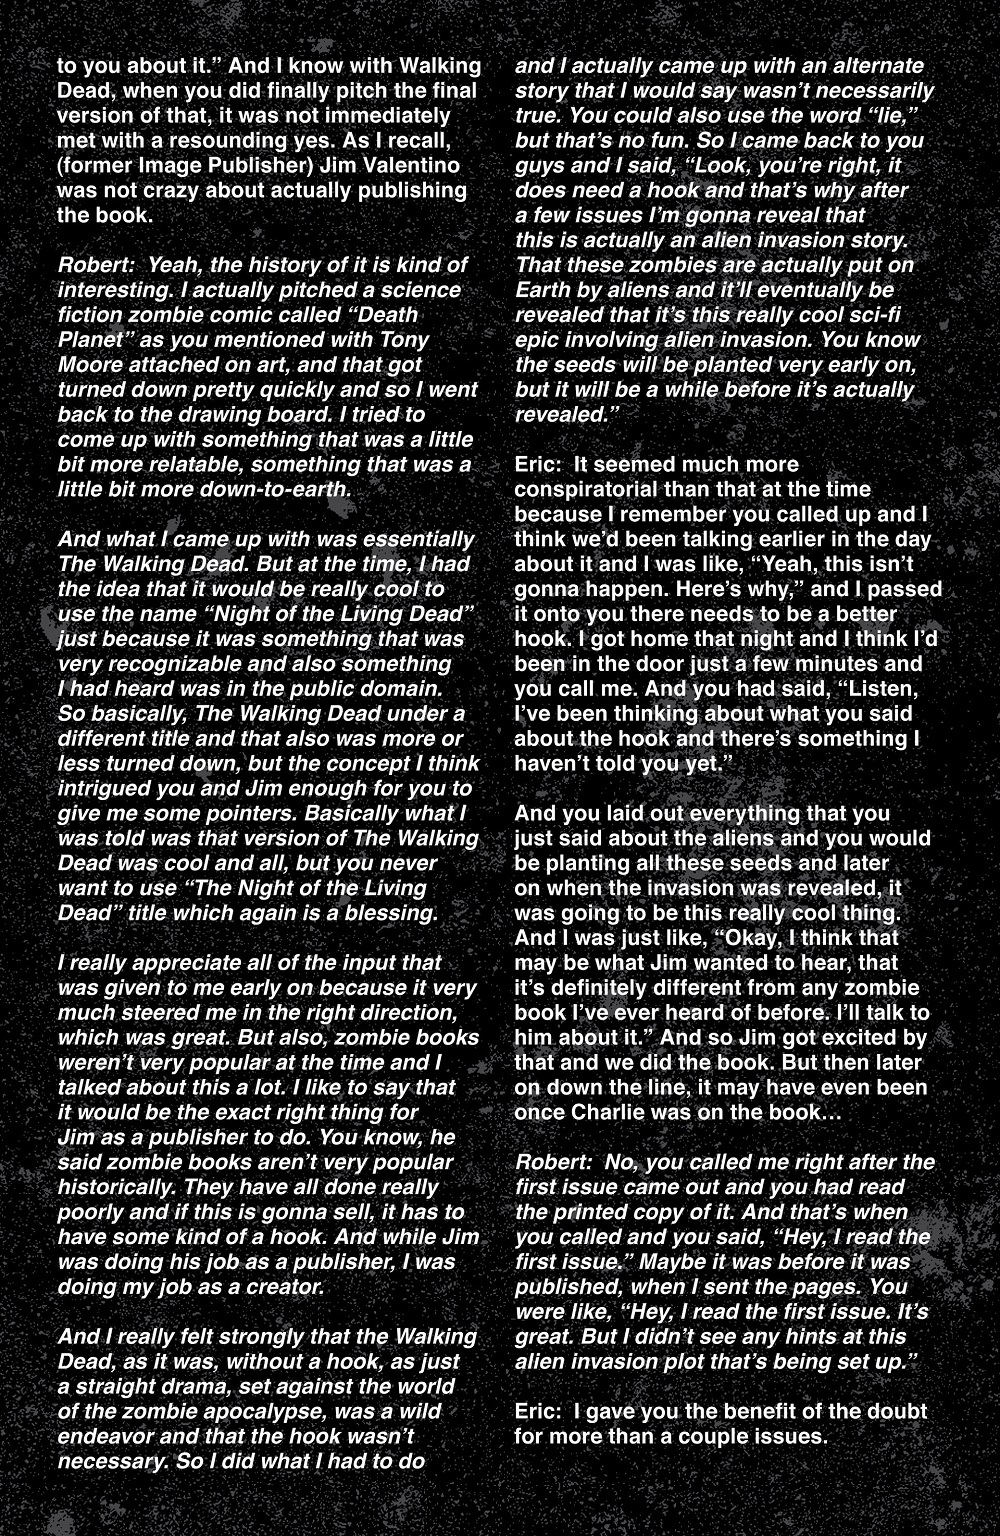 to you about it.” And I know with Walking
Dead, when you did finally pitch the final
version of that, it was not immediately
met with a resounding yes. As I recall,
(former Image Publisher) Jim Valentino
was not crazy about actually publishing
the book.
Robert:  Yeah, the history of it is kind of
interesting. I actually pitched a science
fiction zombie comic called “Death
Planet” as you mentioned with Tony
Moore attached on art, and that got
turned down pretty quickly and so I went
back to the drawing board. I tried to
come up with something that was a little
bit more relatable, something that was a
little bit more down-to-earth.
And what I came up with was essentially
The Walking Dead. But at the time, I had
the idea that it would be really cool to
use the name “Night of the Living Dead”
just because it was something that was
very recognizable and also something
I had heard was in the public domain.
So basically, The Walking Dead under a
different title and that also was more or
less turned down, but the concept I think
intrigued you and Jim enough for you to
give me some pointers. Basically what I
was told was that version of The Walking
Dead was cool and all, but you never
want to use “The Night of the Living
Dead” title which again is a blessing.
I really appreciate all of the input that
was given to me early on because it very
much steered me in the right direction,
which was great. But also, zombie books
weren’t very popular at the time and I
talked about this a lot. I like to say that
it would be the exact right thing for
Jim as a publisher to do. You know, he
said zombie books aren’t very popular
historically. They have all done really
poorly and if this is gonna sell, it has to
have some kind of a hook. And while Jim
was doing his job as a publisher, I was
doing my job as a creator.
And I really felt strongly that the Walking
Dead, as it was, without a hook, as just
a straight drama, set against the world
of the zombie apocalypse, was a wild
endeavor and that the hook wasn’t
necessary. So I did what I had to do
and I actually came up with an alternate
story that I would say wasn’t necessarily
true. You could also use the word “lie,”
but that’s no fun. So I came back to you
guys and I said, “Look, you’re right, it
does need a hook and that’s why after
a few issues I’m gonna reveal that
this is actually an alien invasion story.
That these zombies are actually put on
Earth by aliens and it’ll eventually be
revealed that it’s this really cool sci-fi
epic involving alien invasion. You know
the seeds will be planted very early on,
but it will be a while before it’s actually
revealed.”
Eric:  It seemed much more
conspiratorial than that at the time
because I remember you called up and I
think we’d been talking earlier in the day
about it and I was like, “Yeah, this isn’t
gonna happen. Here’s why,” and I passed
it onto you there needs to be a better
hook. I got home that night and I think I’d
been in the door just a few minutes and
you call me. And you had said, “Listen,
I’ve been thinking about what you said
about the hook and there’s something I
haven’t told you yet.”
And you laid out everything that you
just said about the aliens and you would
be planting all these seeds and later
on when the invasion was revealed, it
was going to be this really cool thing.
And I was just like, “Okay, I think that
may be what Jim wanted to hear, that
it’s definitely different from any zombie
book I’ve ever heard of before. I’ll talk to
him about it.” And so Jim got excited by
that and we did the book. But then later
on down the line, it may have even been
once Charlie was on the book…
Robert:  No, you called me right after the
first issue came out and you had read
the printed copy of it. And that’s when
you called and you said, “Hey, I read the
first issue.” Maybe it was before it was
published, when I sent the pages. You
were like, “Hey, I read the first issue. It’s
great. But I didn’t see any hints at this
alien invasion plot that’s being set up.”
Eric:  I gave you the benefit of the doubt
for more than a couple issues.